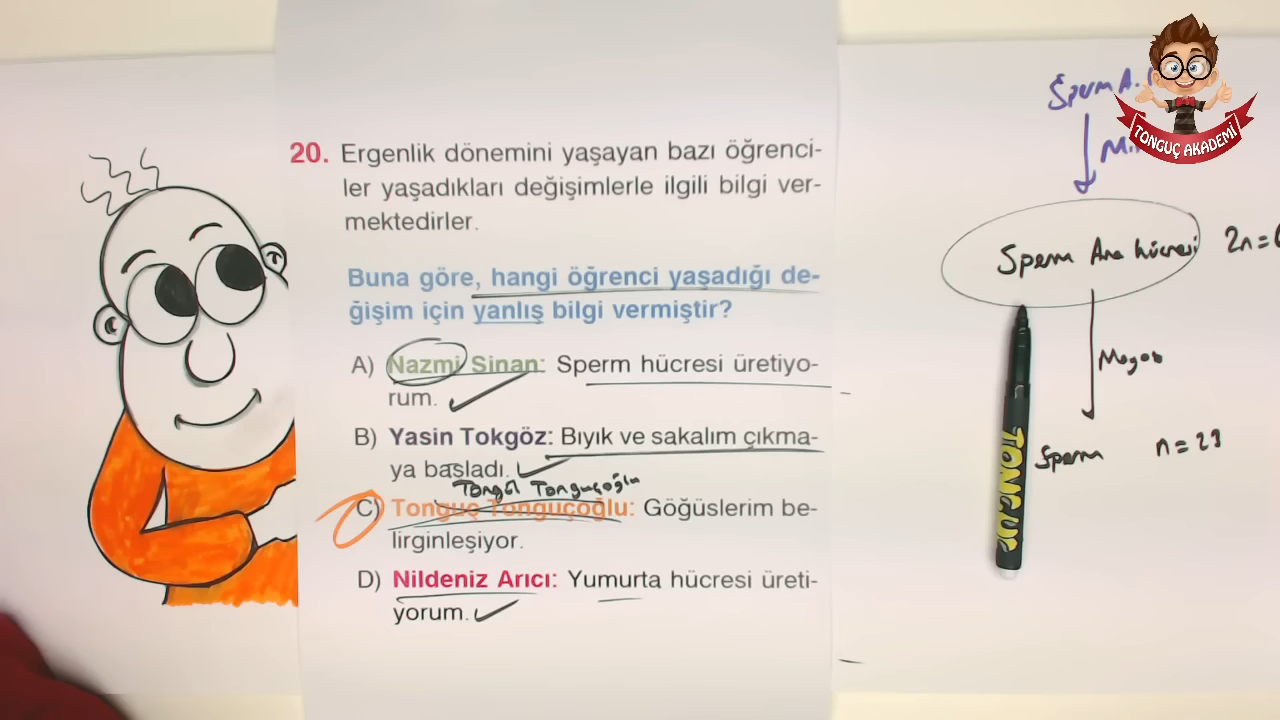 20. Ergenlik dönemini yaşayan bazı öğrenci-
ler yaşadıkları değişimlerle ilgili bilgi ver-
mektedirler.
Buna göre, hangi öğrenci yaşadığı de-
ğişim için yanlış bilgi vermiştir?
A) Nazmi Sinan: Sperm hücresi üretiyo-
rum.
B) Yasin Tokgöz: Bıyık ve sakalım çıkma-
ya başladı.
Tongül Tonguçoğlu
C) Tonguç Tonguçoğlu: Göğüslerim be-
lirginleşiyor.
D) Nildeniz Arıcı: Yumurta hücresi üreti-
yorum.
Sperm A.
Sperm Ana hücresi 2n=
Sperm n=23
TONGUÇ AKADEMİ
TONGUÇ